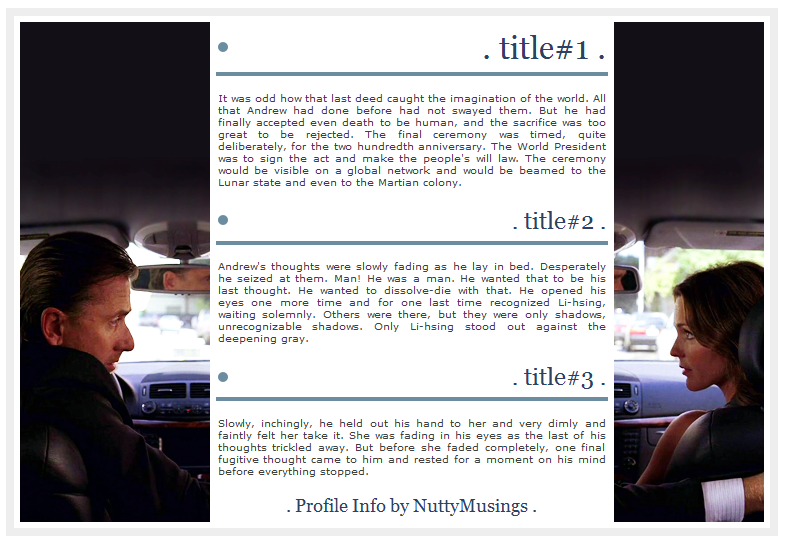 . title#1 .
It was odd how that last deed caught the imagination of the world. All
that Andrew had done before had not swayed them. But he had
finally accepted even death to be human, and the sacrifice was too
great to be rejected. The final ceremony was timed, quite
deliberately, for the two hundredth anniversary. The World President
was to sign the act and make the people's will law. The ceremony
would be visible on a global network and would be beamed to the
Lunar state and even to the Martian colony.
. title#2 .
Andrew's thoughts were slowly fading as he lay in bed. Desperately
he seized at them. Man! He was a man. He wanted that to be his
last thought. He wanted to dissolve-die with that. He opened his
eyes one more time and for one last time recognized Li-hsing,
waiting solemnly. Others were there, but they were only shadows,
unrecognizable shadows. Only Li-hsing stood out against the
deepening gray.
. title#3 .
Slowly, inchingly, he held out his hand to her and very dimly and
faintly felt her take it. She was fading in his eyes as the last of his
thoughts trickled away. But before she faded completely, one final
fugitive thought came to him and rested for a moment on his mind
before everything stopped.
. Profile Info by NuttyMusings .